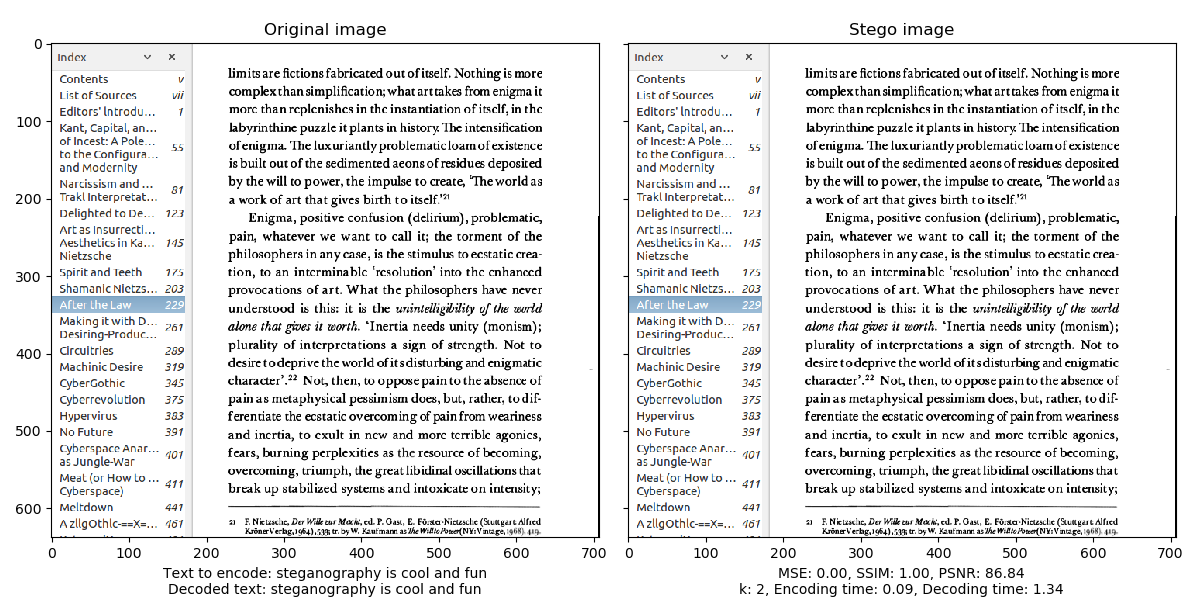 Original image
0
100
200
300
400
500
600
0
100
200
300
400
500
600
700
Index
Contents v
List of Sources vii
Editors' Introdu... 1
Kant, Capital, an...
of Incest: A Pole...
to the Configura... 55
and Modernity
Narcissism and ...
Trakl Interpretat... 81
Delighted to De... 123
Art as Insurrecti...
Aesthetics in Ka... 145
Nietzsche
Spirit and Teeth 175
Shamanic Nietzs... 203
After the Law 229
Making it with D...
Desiring-Produc... 261
Circuitries 289
Machinic Desire 319
CyberGothic 345
Cyberrevolution 375
Hypervirus 383
No Future 391
Cyberspace Anar...
as Jungle-War 401
Meat (or How to ...
Cyberspace) 411
Meltdown 441
A zIIgOthIc-==X=... 461
limits are fictions fabricated out of itself. Nothing is more
complex than simplification; what art takes from enigma it
more than replenishes in the instantiation of itself, in the
labyrinthine puzzle it plants in history. The intensification
of enigma. The luxuriantly problematic loam of existence
is built out of the sedimented aeons of residues deposited
by the will to power, the impulse to create, 'The world as
a work of art that gives birth to itself.'21
Enigma, positive confusion (delirium), problematic,
pain, whatever we want to call it; the torment of the
philosophers in any case, is the stimulus to ecstatic crea-
tion, to an interminable 'resolution' into the enhanced
provocations of art. What the philosophers have never
understood is this: it is the unintelligibility of the world
alone that gives it worth. 'Inertia needs unity (monism);
plurality of interpretations a sign of strength. Not to
desire to deprive the world of its disturbing and enigmatic
character'.22 Not, then, to oppose pain to the absence of
pain as metaphysical pessimism does, but, rather, to dif-
ferentiate the ecstatic overcoming of pain from weariness
and inertia, to exult in new and more terrible agonies,
fears, burning perplexities as the resource of becoming,
overcoming, triumph, the great libidinal oscillations that
break up stabilized systems and intoxicate on intensity;
21 F. Nietzsche, Der Wille zur Macht, ed. P. Gast, E. Förster-Nietzsche (Stuttgart: Alfred
Kröner Verlag, 1964), 533; tr. by W. Kaufmann as The Will to Power (NY: Vintage, 1968), 419.
Text to encode: steganography is cool and fun
Decoded text: steganography is cool and fun
Stego image
0
100
200
300
400
500
600
700
Index
Contents v
List of Sources vii
Editors' Introdu... 1
Kant, Capital, an...
of Incest: A Pole...
to the Configura... 55
and Modernity
Narcissism and ...
Trakl Interpretat... 81
Delighted to De... 123
Art as Insurrecti...
Aesthetics in Ka... 145
Nietzsche
Spirit and Teeth 175
Shamanic Nietzs... 203
After the Law 229
Making it with D...
Desiring-Produc... 261
Circuitries 289
Machinic Desire 319
CyberGothic 345
Cyberrevolution 375
Hypervirus 383
No Future 391
Cyberspace Anar...
as Jungle-War 401
Meat (or How to ...
Cyberspace) 411
Meltdown 441
A zIIgOthIc-==X=... 461
limits are fictions fabricated out of itself. Nothing is more
complex than simplification; what art takes from enigma it
more than replenishes in the instantiation of itself, in the
labyrinthine puzzle it plants in history. The intensification
of enigma. The luxuriantly problematic loam of existence
is built out of the sedimented aeons of residues deposited
by the will to power, the impulse to create, 'The world as
a work of art that gives birth to itself.'21
Enigma, positive confusion (delirium), problematic,
pain, whatever we want to call it; the torment of the
philosophers in any case, is the stimulus to ecstatic crea-
tion, to an interminable 'resolution' into the enhanced
provocations of art. What the philosophers have never
understood is this: it is the unintelligibility of the world
alone that gives it worth. 'Inertia needs unity (monism);
plurality of interpretations a sign of strength. Not to
desire to deprive the world of its disturbing and enigmatic
character'.22 Not, then, to oppose pain to the absence of
pain as metaphysical pessimism does, but, rather, to dif-
ferentiate the ecstatic overcoming of pain from weariness
and inertia, to exult in new and more terrible agonies,
fears, burning perplexities as the resource of becoming,
overcoming, triumph, the great libidinal oscillations that
break up stabilized systems and intoxicate on intensity;
21 F. Nietzsche, Der Wille zur Macht, ed. P. Gast, E. Förster-Nietzsche (Stuttgart: Alfred
Kröner Verlag, 1964), 533; tr. by W. Kaufmann as The Will to Power (NY: Vintage, 1968), 419.
MSE: 0.00, SSIM: 1.00, PSNR: 86.84
k: 2, Encoding time: 0.09, Decoding time: 1.34